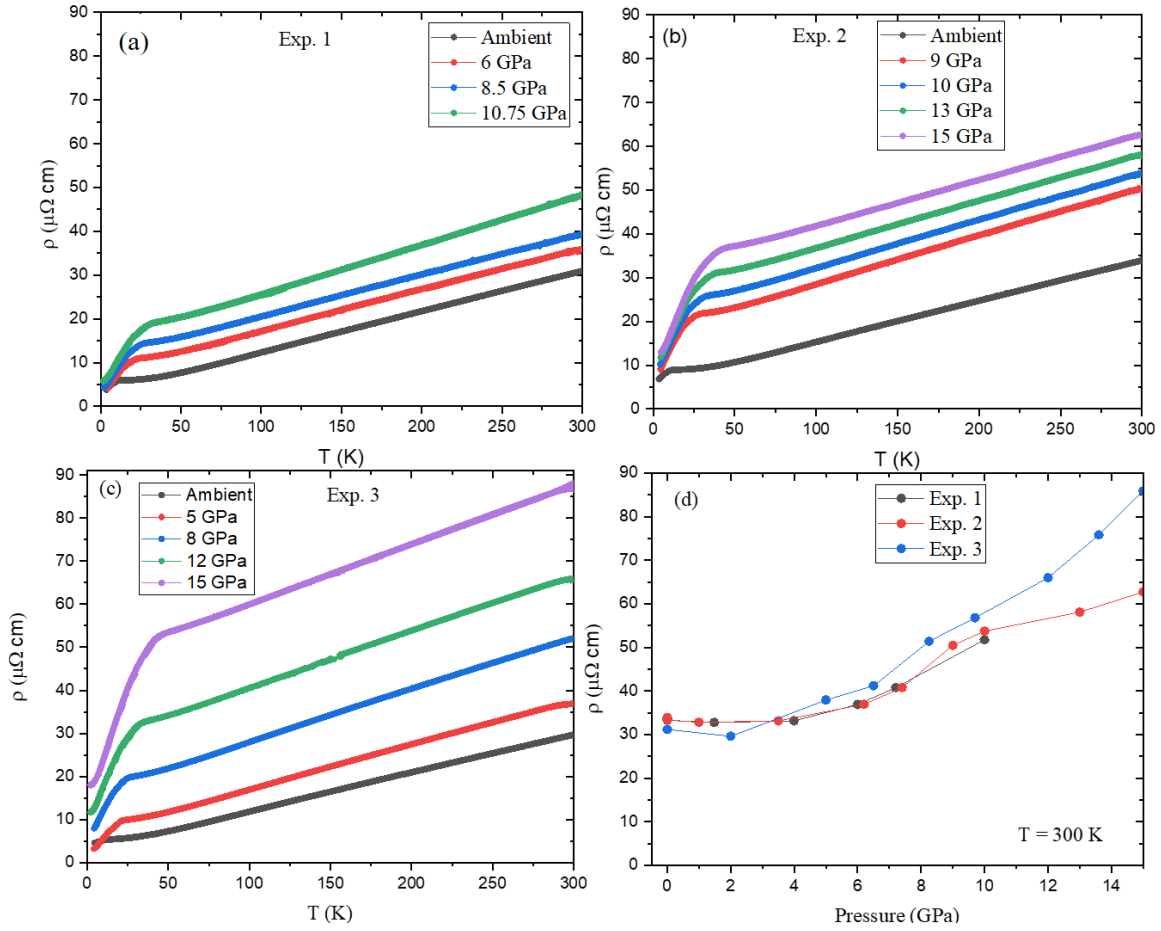 (a)
Exp. 1
Ambient
6 GPa
8.5 GPa
10.75 GPa
90
80
70
60
50
40
30
20
10
0
ρ (μΩ cm)
0 50 100 150 200 250 300
T (K)
(b)
Exp. 2
Ambient
9 GPa
10 GPa
13 GPa
15 GPa
90
80
70
60
50
40
30
20
10
0
ρ (μΩ cm)
0 50 100 150 200 250 300
T (K)
(c)
Exp. 3
Ambient
5 GPa
8 GPa
12 GPa
15 GPa
90
80
70
60
50
40
30
20
10
0
ρ (μΩ cm)
0 50 100 150 200 250 300
T (K)
(d)
Exp. 1
Exp. 2
Exp. 3
90
80
70
60
50
40
30
20
10
0
ρ (μΩ cm)
T = 300 K
0 2 4 6 8 10 12 14
Pressure (GPa)